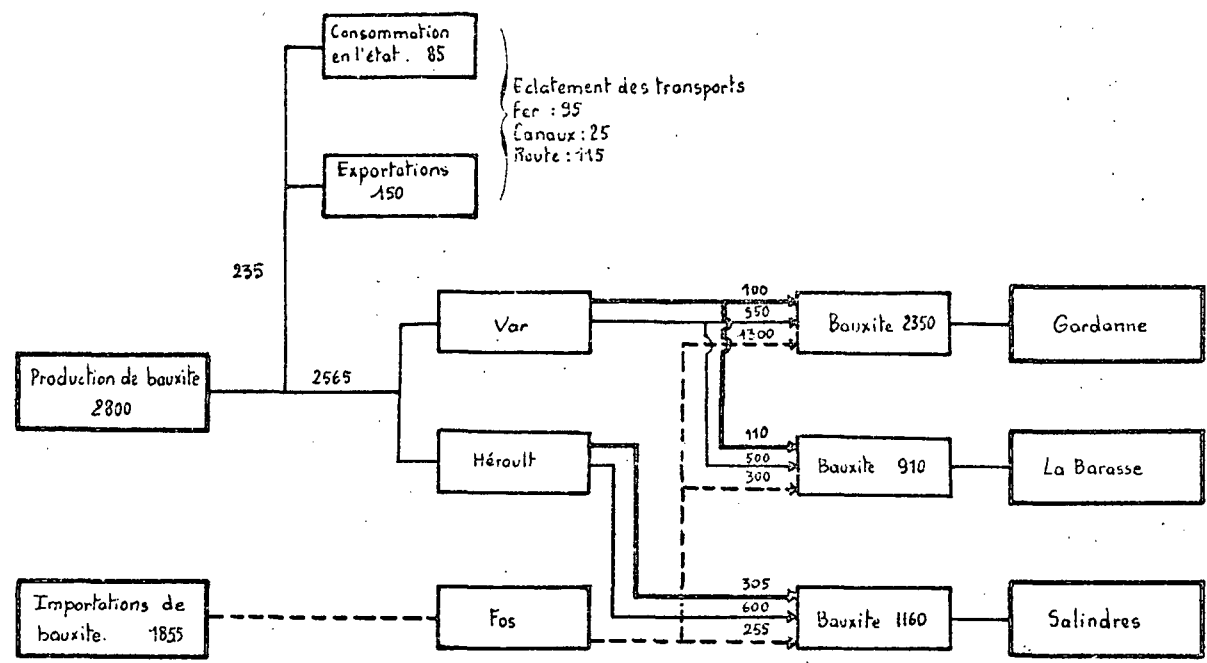 Consommation
en l'état. 85
Eclatement des transports
Fer : 95
Canaux : 25
Route : 115
Exportations
150
235
Var
100
950
1300
Bauxite 2350
Gardanne
Production de bauxite
2800
2565
Hérault
110
500
300
Bauxite 910
La Barasse
Importations de
bauxite. 1855
Fos
305
600
255
Bauxite 1160
Salindres